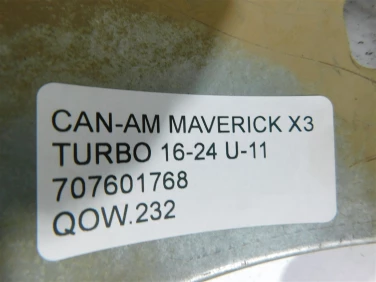 CAN-AM MAVERICK X3
TURBO 16-24 U-11
707601768
QOW.232